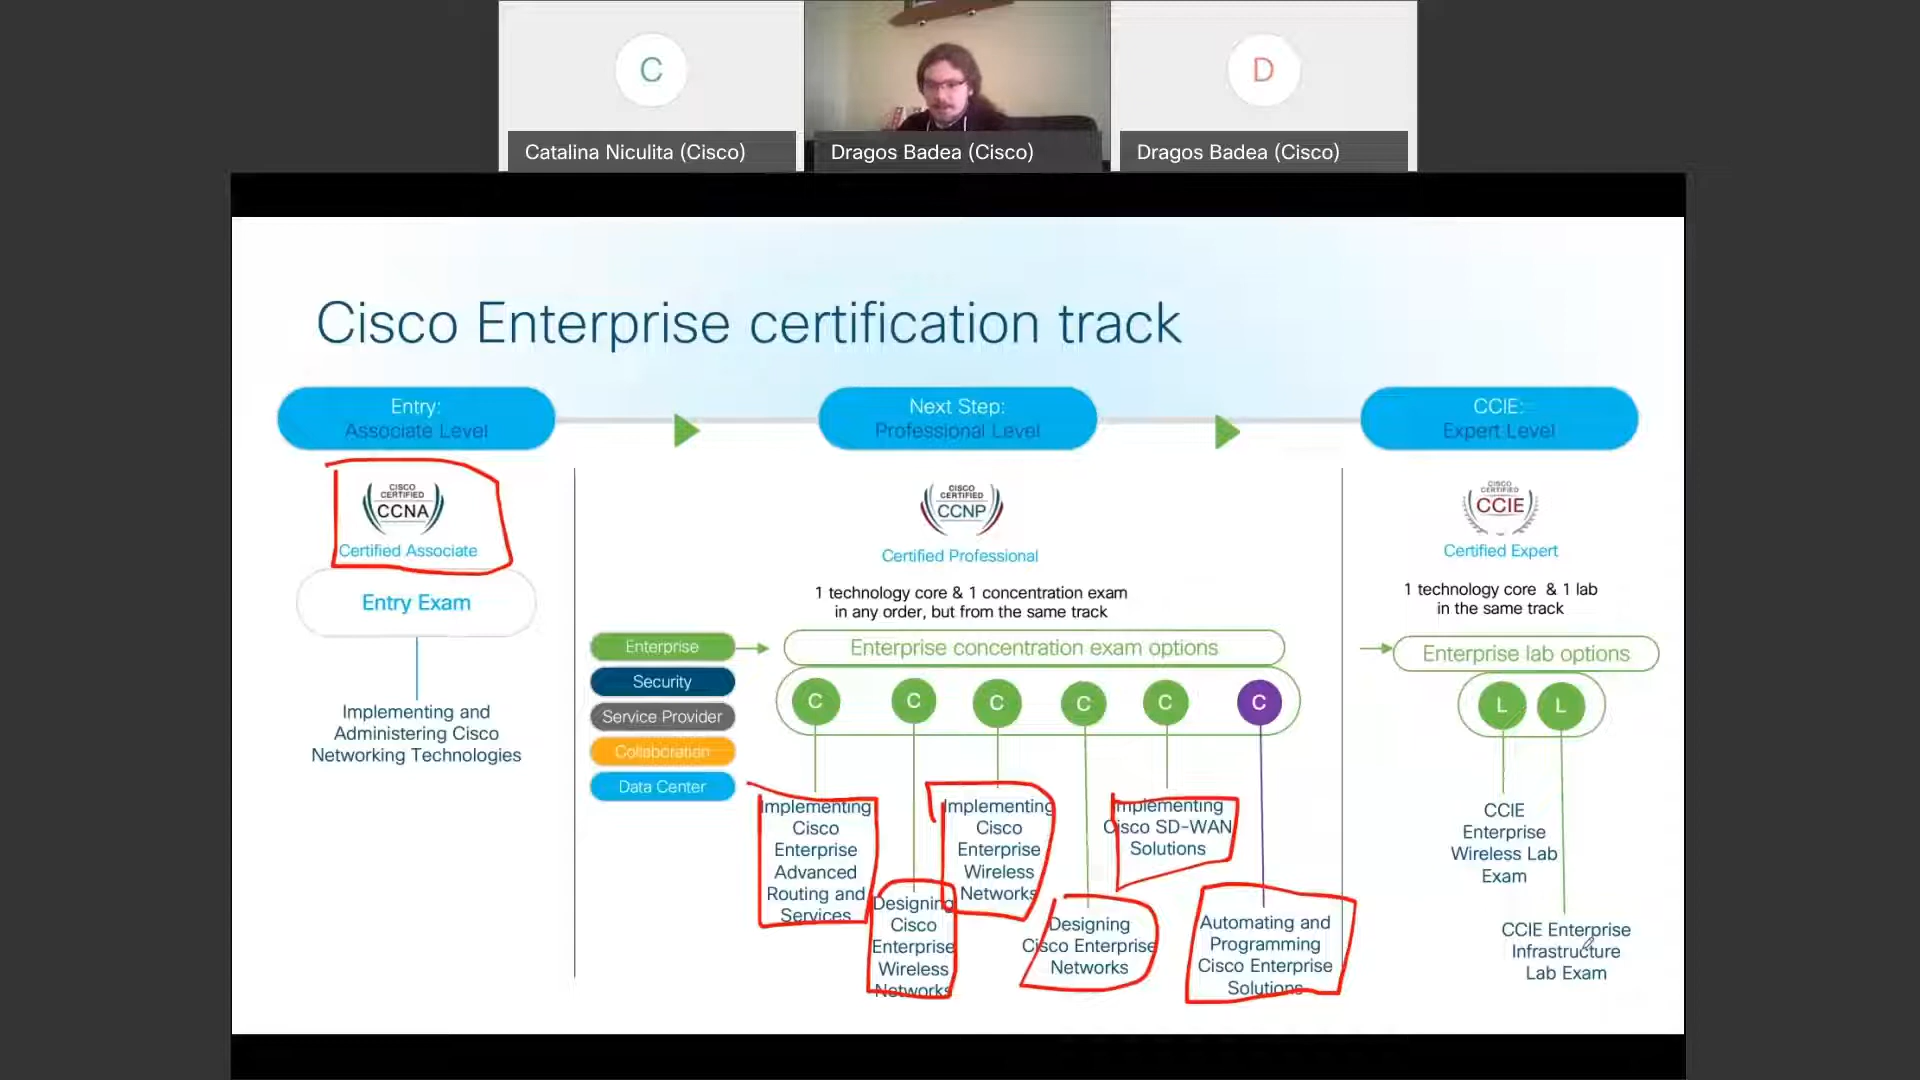 C
D
Catalina Niculita (Cisco)
Dragos Badea (Cisco)
Dragos Badea (Cisco)
Cisco Enterprise certification track
Entry:
Associate Level
Next Step:
Professional Level
CCIE:
Expert Level
CISCO
CERTIFIED
CCNA
Certified Associate
Entry Exam
Implementing and
Administering Cisco
Networking Technologies
CISCO
CERTIFIED
CCNP
Certified Professional
1 technology core & 1 concentration exam
in any order, but from the same track
Enterprise
Security
Service Provider
Collaboration
Data Center
Enterprise concentration exam options
C
C
C
C
C
C
Implementing
Cisco
Enterprise
Advanced
Routing and
Services
Designing
Cisco
Enterprise
Wireless
Networks
Implementing
Cisco
Enterprise
Wireless
Networks
Designing
Cisco Enterprise
Networks
Implementing
Cisco SD-WAN
Solutions
Automating and
Programming
Cisco Enterprise
Solutions
CISCO
CERTIFIED
CCIE
Certified Expert
1 technology core & 1 lab
in the same track
Enterprise lab options
L
L
CCIE
Enterprise
Wireless Lab
Exam
CCIE Enterprise
Infrastructure
Lab Exam